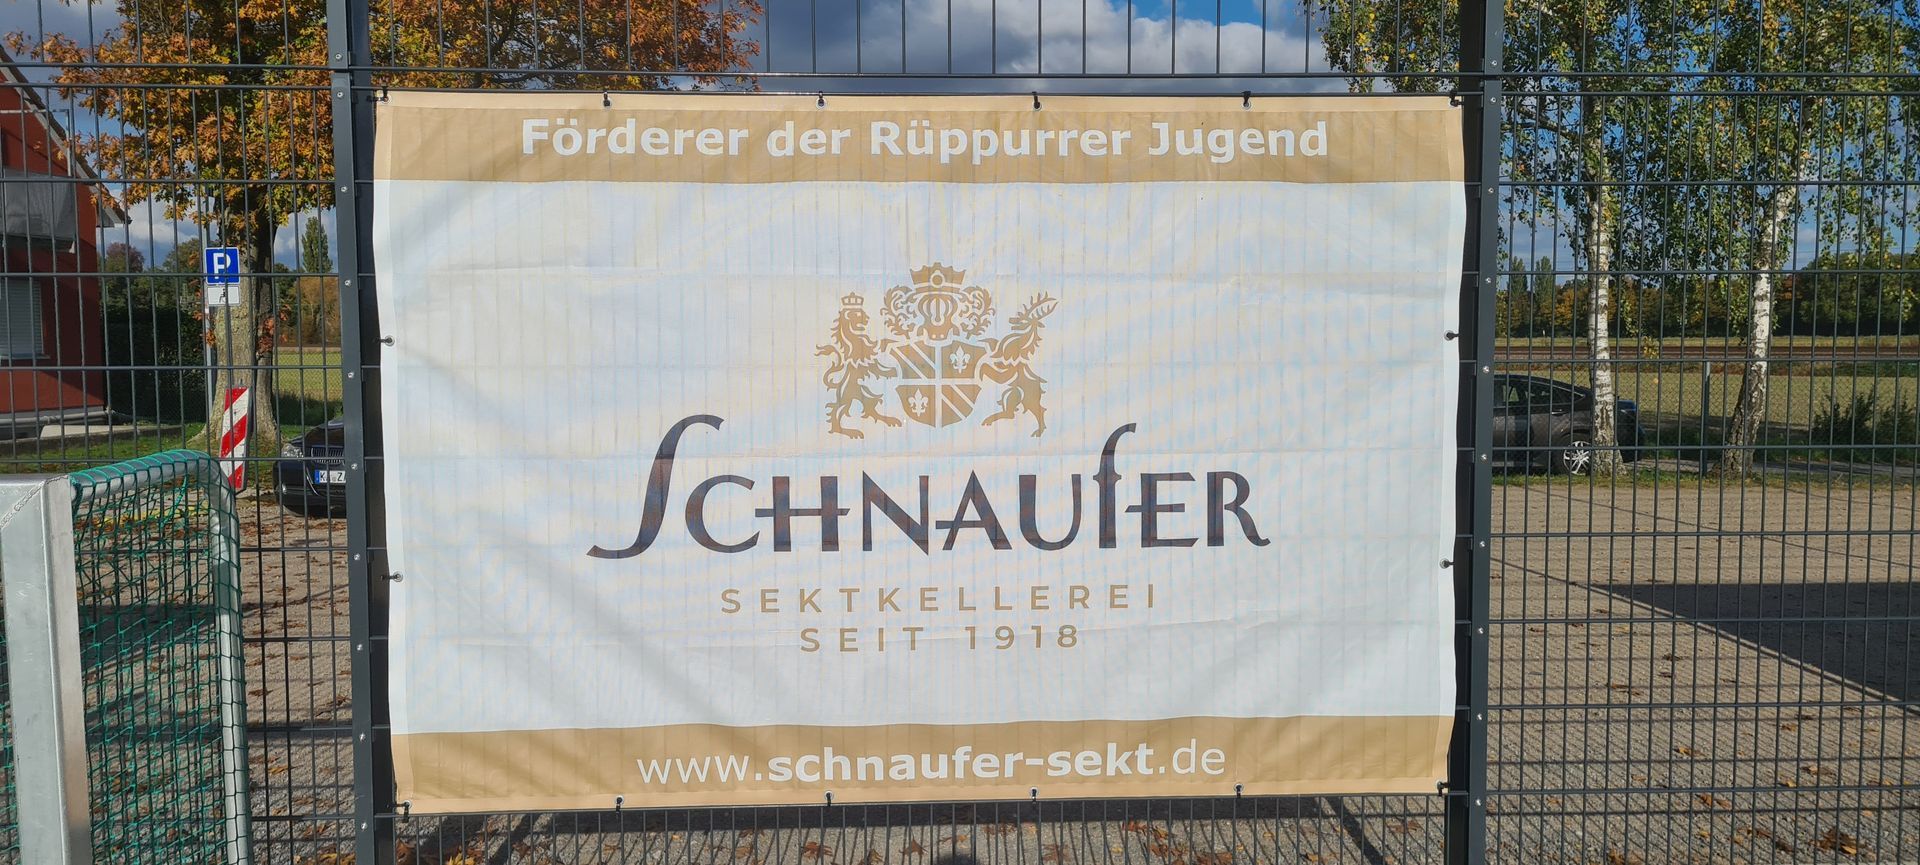 Förderer der Rüppurrer Jugend
P
SCHNAUFER
SEKTKELLEREI
SEIT 1918
www.schnaufer-sekt.de